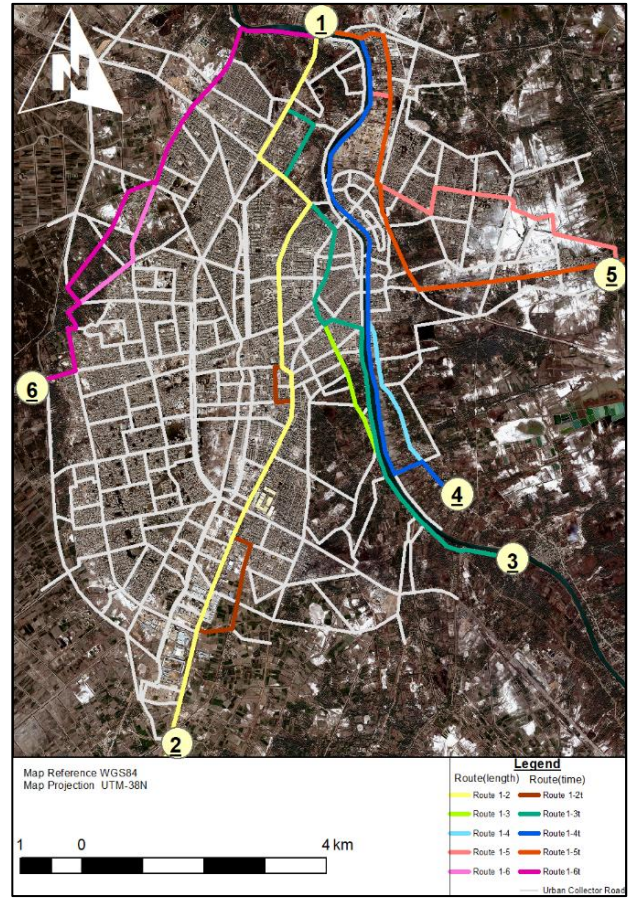 N
1
5
6
4
3
2
Map Reference WGS84
Map Projection UTM-38N
1 0 4 km
Legend
Route(length) Route(time)
Route 1-2 Route 1-2t
Route 1-3 Route 1-3t
Route 1-4 Route 1-4t
Route 1-5 Route 1-5t
Route 1-6 Route1-6t
Urban Collector Road